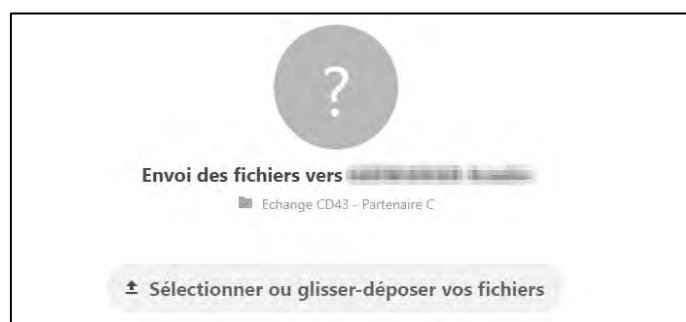 ?
Envoi des fichiers vers
Echange CD43 - Partenaire C
Sélectionner ou glisser-déposer vos fichiers